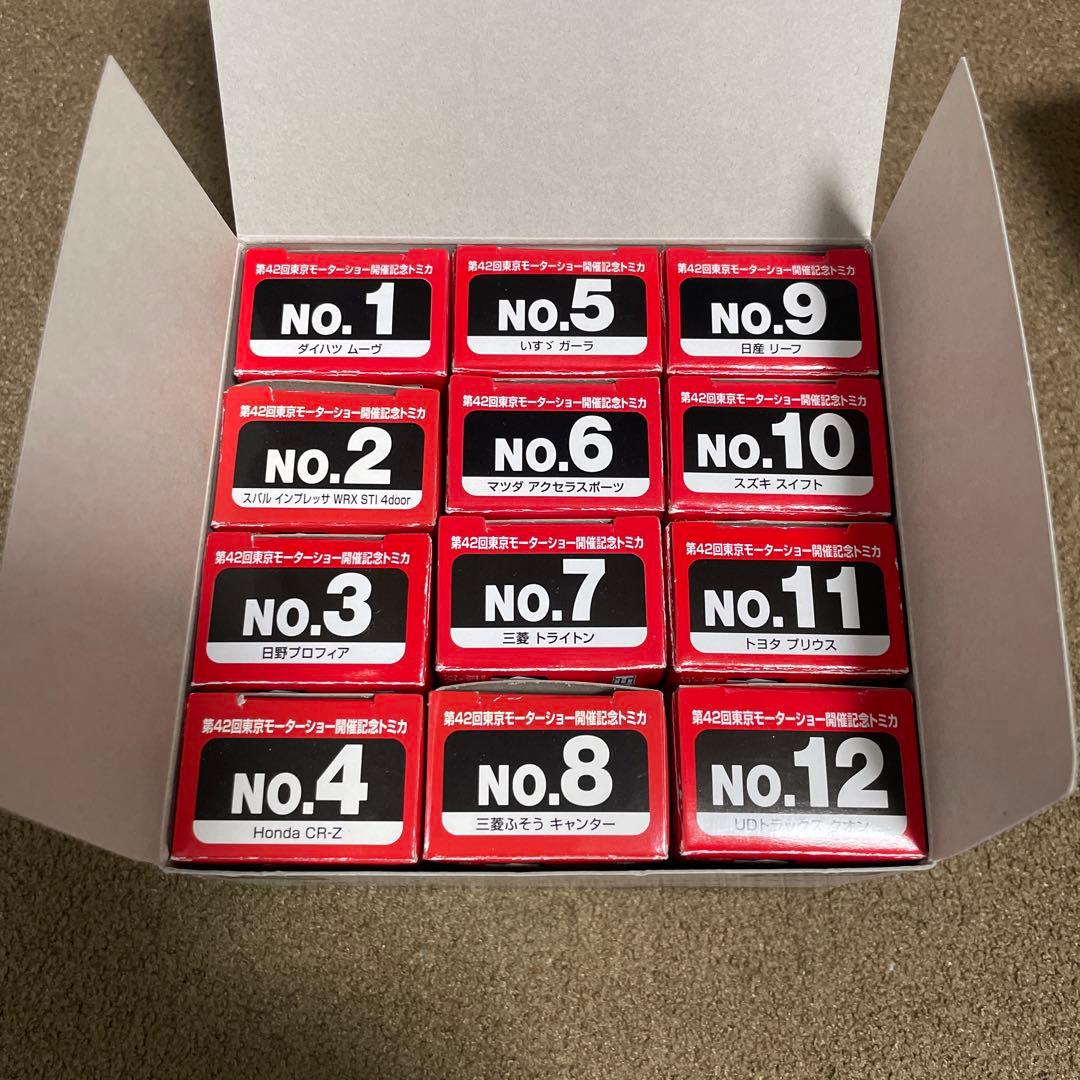 第42回東京モーターショー開催記念トミカ
NO.1
ダイハツ ムーヴ
第42回東京モーターショー開催記念トミカ
NO.2
スバル インプレッサ WRX STI 4door
第42回東京モーターショー開催記念トミカ
NO.3
日野プロフィア
第42回東京モーターショー開催記念トミカ
NO.4
Honda CR-Z
第42回東京モーターショー開催記念トミカ
NO.5
いすゞ ガーラ
第42回東京モーターショー開催記念トミカ
NO.6
マツダ アクセラスポーツ
第42回東京モーターショー開催記念トミカ
NO.7
三菱 トライトン
第42回東京モーターショー開催記念トミカ
NO.8
三菱ふそう キャンター
第42回東京モーターショー開催記念トミカ
NO.9
日産 リーフ
第42回東京モーターショー開催記念トミカ
NO.10
スズキ スイフト
第42回東京モーターショー開催記念トミカ
NO.11
トヨタ プリウス
第42回東京モーターショー開催記念トミカ
NO.12
UDトラックス クオン